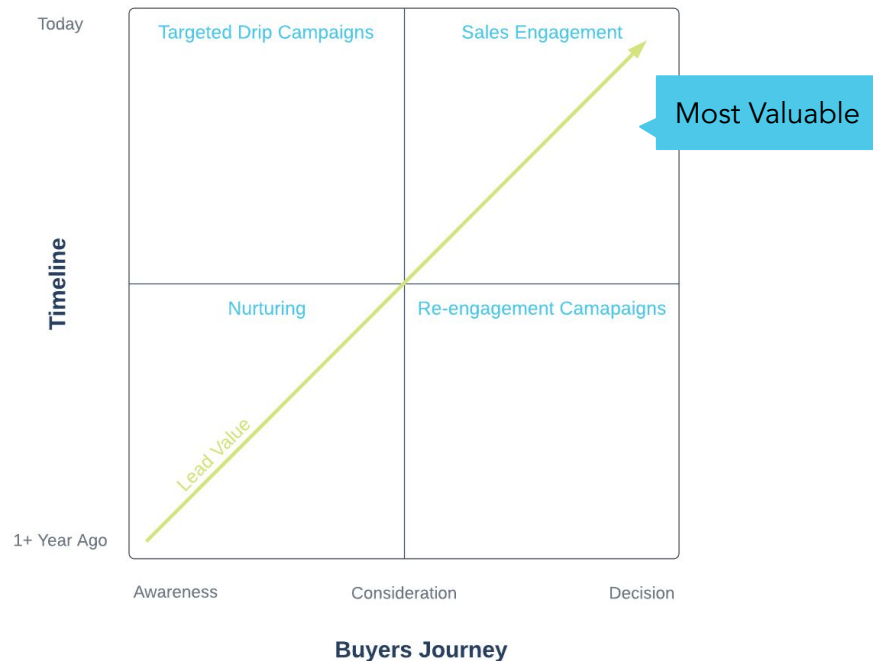 Today
Targeted Drip Campaigns
Sales Engagement
Most Valuable
Timeline
Nurturing
Re-engagement Camapaigns
Lead Value
1+ Year Ago
Awareness
Consideration
Decision
Buyers Journey